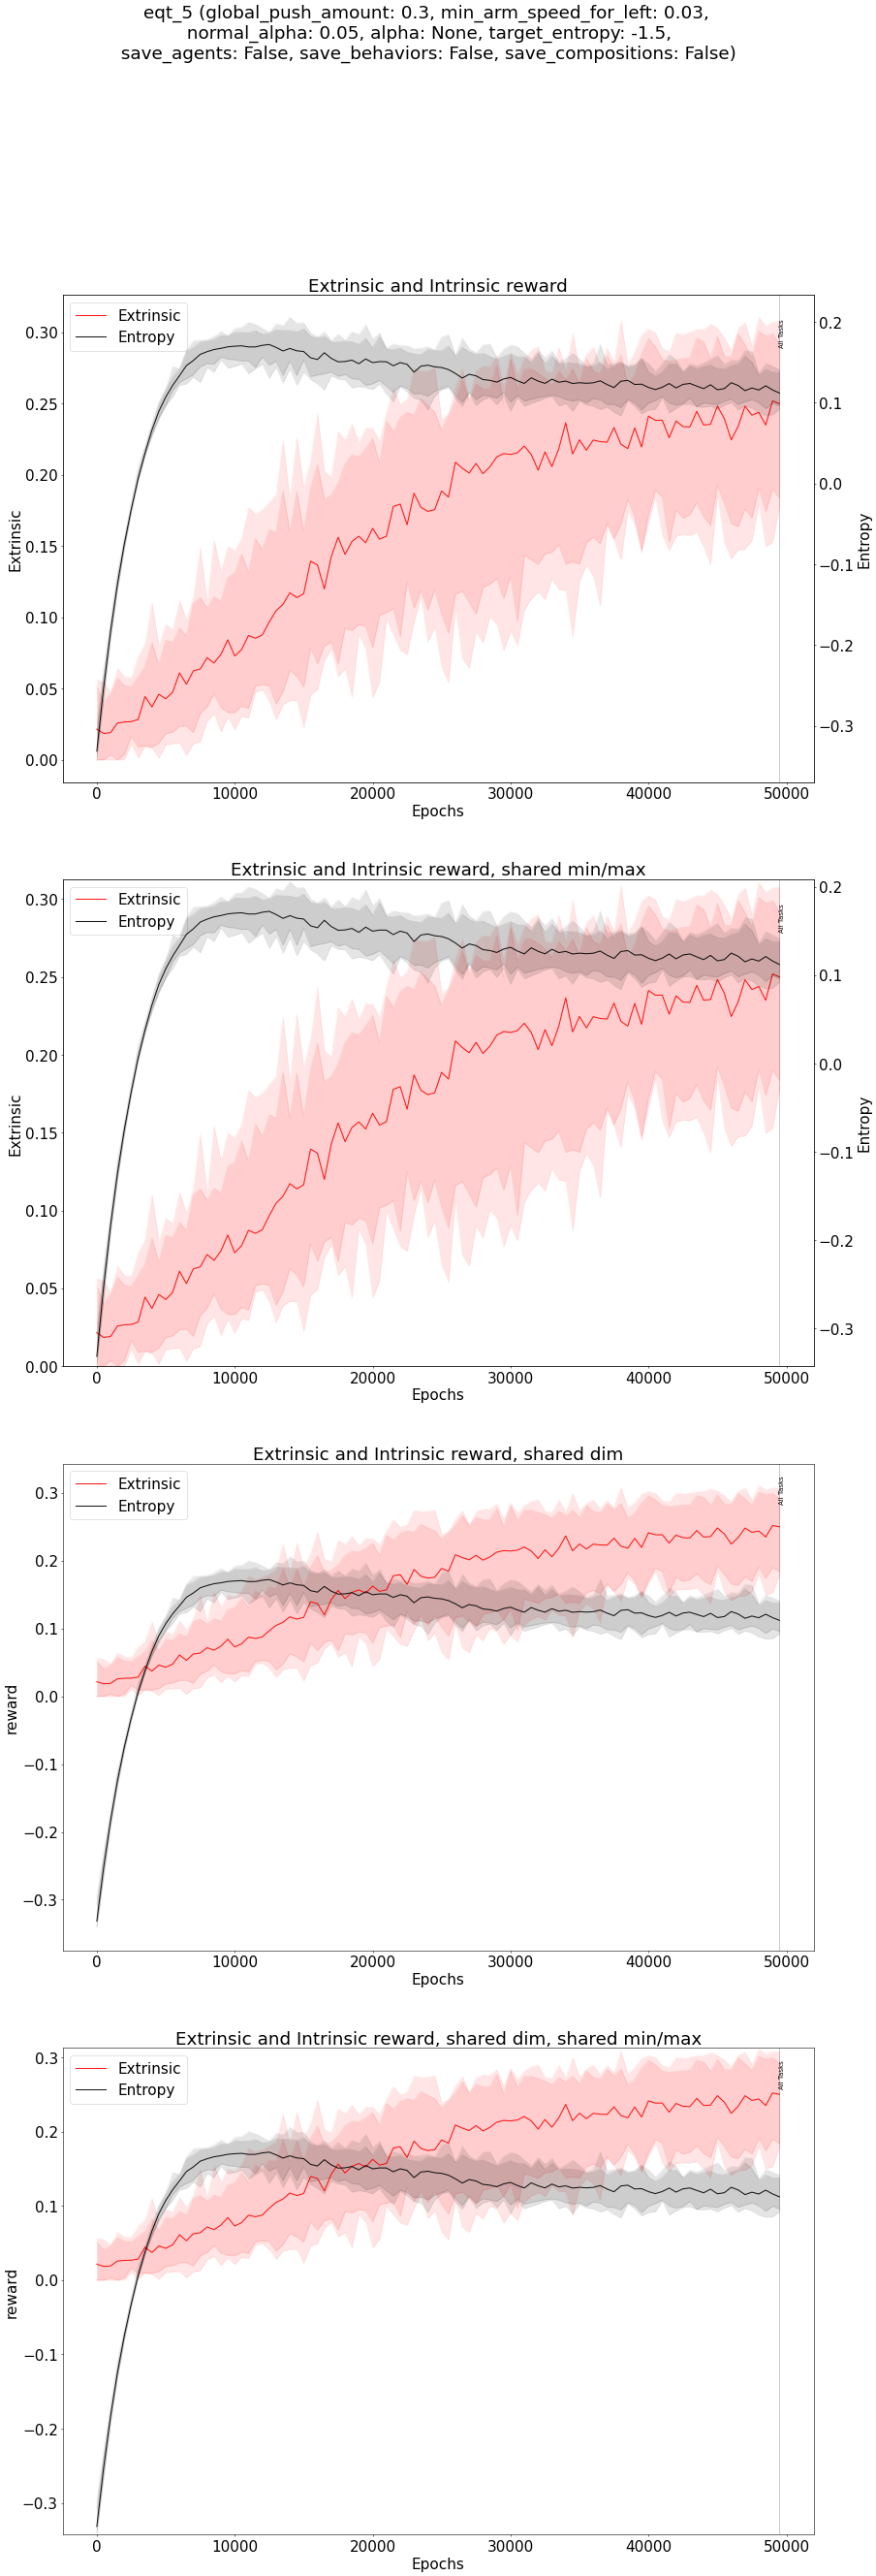 eqt_5 (global_push_amount: 0.3, min_arm_speed_for_left: 0.03,
normal_alpha: 0.05, alpha: None, target_entropy: -1.5,
save_agents: False, save_behaviors: False, save_compositions: False)
Extrinsic and Intrinsic reward
Extrinsic
Entropy
All Tasks
0.30
0.25
0.20
0.15
0.10
0.05
0.00
Extrinsic
0.2
0.1
0.0
−0.1
−0.2
−0.3
Entropy
0 10000 20000 30000 40000 50000
Epochs
Extrinsic and Intrinsic reward, shared min/max
Extrinsic
Entropy
All Tasks
0.30
0.25
0.20
0.15
0.10
0.05
0.00
Extrinsic
0.2
0.1
0.0
−0.1
−0.2
−0.3
Entropy
0 10000 20000 30000 40000 50000
Epochs
Extrinsic and Intrinsic reward, shared dim
Extrinsic
Entropy
All Tasks
0.3
0.2
0.1
0.0
−0.1
−0.2
−0.3
reward
0 10000 20000 30000 40000 50000
Epochs
Extrinsic and Intrinsic reward, shared dim, shared min/max
Extrinsic
Entropy
All Tasks
0.3
0.2
0.1
0.0
−0.1
−0.2
−0.3
reward
0 10000 20000 30000 40000 50000
Epochs